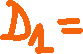 D₁ =